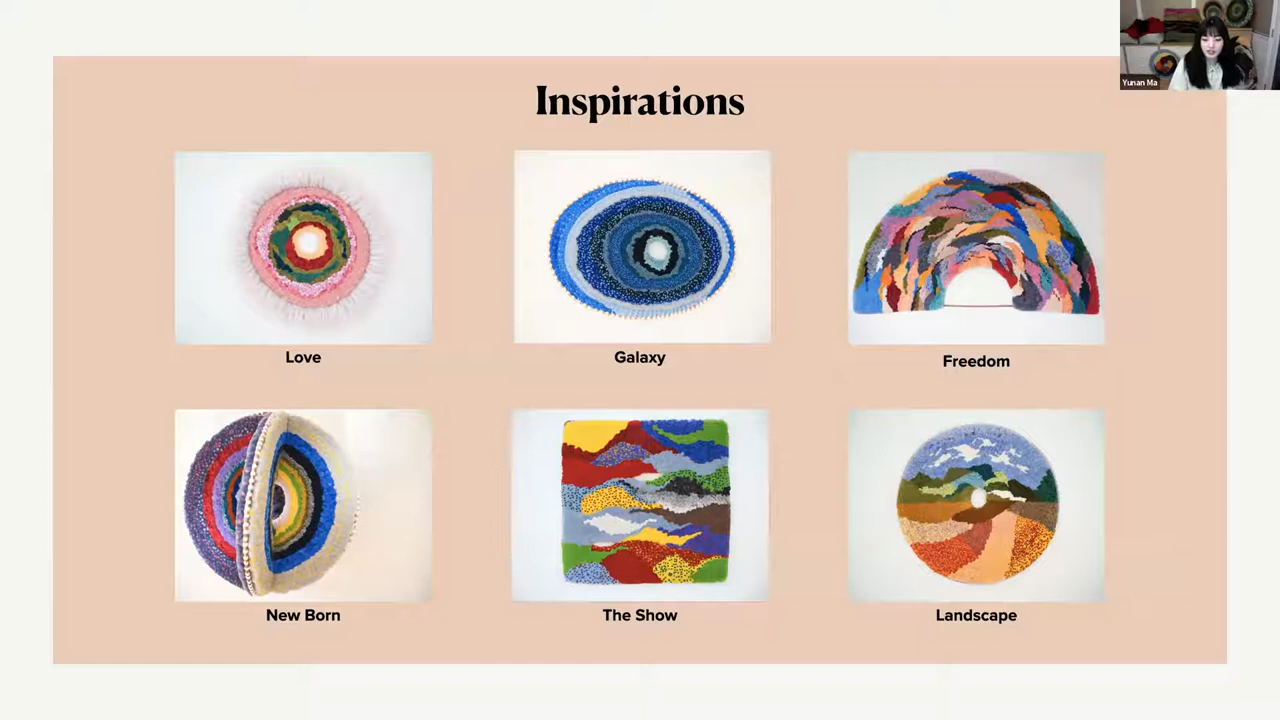 Yunan Ma
Inspirations
Love
Galaxy
Freedom
New Born
The Show
Landscape